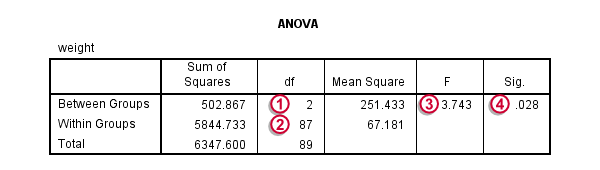 ANOVA
weight
Sum of Squares df Mean Square F Sig.
Between Groups 502.867 1 2 251.433 3 3.743 4 .028
Within Groups 5844.733 2 87 67.181
Total 6347.600 89